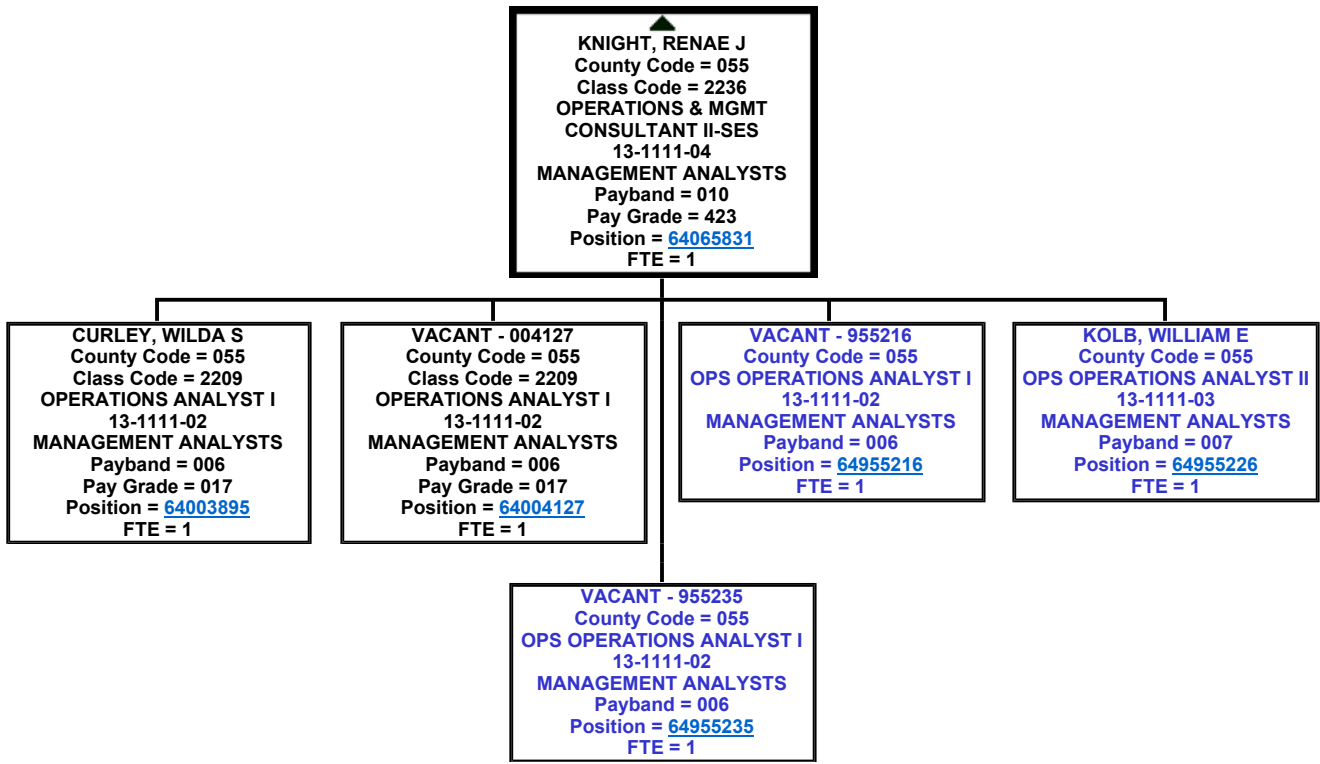 KNIGHT, RENAE J
County Code = 055
Class Code = 2236
OPERATIONS & MGMT
CONSULTANT II-SES
13-1111-04
MANAGEMENT ANALYSTS
Payband = 010
Pay Grade = 423
Position = 64065831
FTE = 1
CURLEY, WILDA S
County Code = 055
Class Code = 2209
OPERATIONS ANALYST I
13-1111-02
MANAGEMENT ANALYSTS
Payband = 006
Pay Grade = 017
Position = 64003895
FTE = 1
VACANT - 004127
County Code = 055
Class Code = 2209
OPERATIONS ANALYST I
13-1111-02
MANAGEMENT ANALYSTS
Payband = 006
Pay Grade = 017
Position = 64004127
FTE = 1
VACANT - 955216
County Code = 055
OPS OPERATIONS ANALYST I
13-1111-02
MANAGEMENT ANALYSTS
Payband = 006
Position = 64955216
FTE = 1
KOLB, WILLIAM E
County Code = 055
OPS OPERATIONS ANALYST II
13-1111-03
MANAGEMENT ANALYSTS
Payband = 007
Position = 64955226
FTE = 1
VACANT - 955235
County Code = 055
OPS OPERATIONS ANALYST I
13-1111-02
MANAGEMENT ANALYSTS
Payband = 006
Position = 64955235
FTE = 1